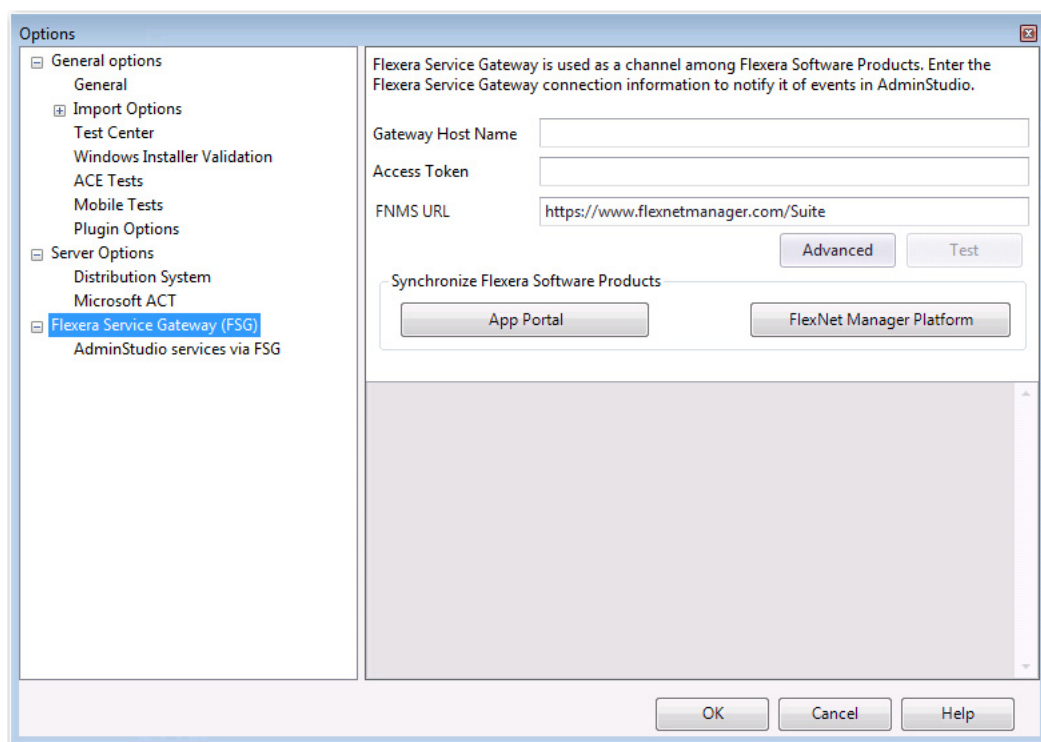 Options
General options
General
Import Options
Test Center
Windows Installer Validation
ACE Tests
Mobile Tests
Plugin Options
Server Options
Distribution System
Microsoft ACT
Flexera Service Gateway (FSG)
AdminStudio services via FSG
Flexera Service Gateway is used as a channel among Flexera Software Products. Enter the
Flexera Service Gateway connection information to notify it of events in AdminStudio.
Gateway Host Name
Access Token
FNMS URL https://www.flexnetmanager.com/Suite
Advanced Test
Synchronize Flexera Software Products
App Portal FlexNet Manager Platform
OK Cancel Help